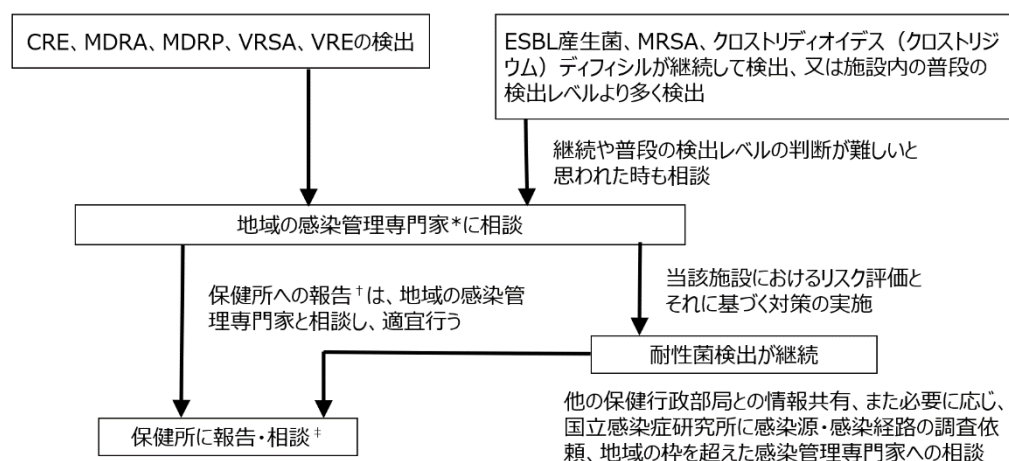 CRE、MDRA、MDRP、VRSA、VREの検出
ESBL産生菌、MRSA、クロストリディオイデス（クロストリジ
ウム）ディフィシルが継続して検出、又は施設内の普段の
検出レベルより多く検出
継続や普段の検出レベルの判断が難しいと
思われた時も相談
地域の感染管理専門家*に相談
保健所への報告†は、地域の感染管
理専門家と相談し、適宜行う
当該施設におけるリスク評価と
それに基づく対策の実施
耐性菌検出が継続
保健所に報告・相談‡
他の保健行政部局との情報共有、また必要に応じ、
国立感染症研究所に感染源・感染経路の調査依
頼、地域の枠を超えた感染管理専門家への相談